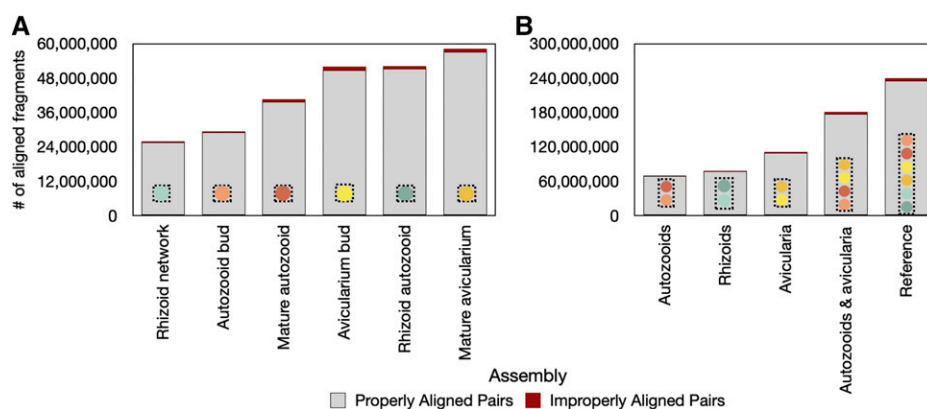 A
# of aligned fragments
60,000,000
48,000,000
36,000,000
24,000,000
12,000,000
0
Rhizoid network
Autozooid bud
Mature autozooid
Avicularium bud
Rhizoid autozooid
Mature avicularium
B
300,000,000
240,000,000
180,000,000
120,000,000
60,000,000
0
Autozooids
Rhizoids
Avicularia
Autozooids & avicularia
Reference
Assembly
Properly Aligned Pairs
Improperly Aligned Pairs